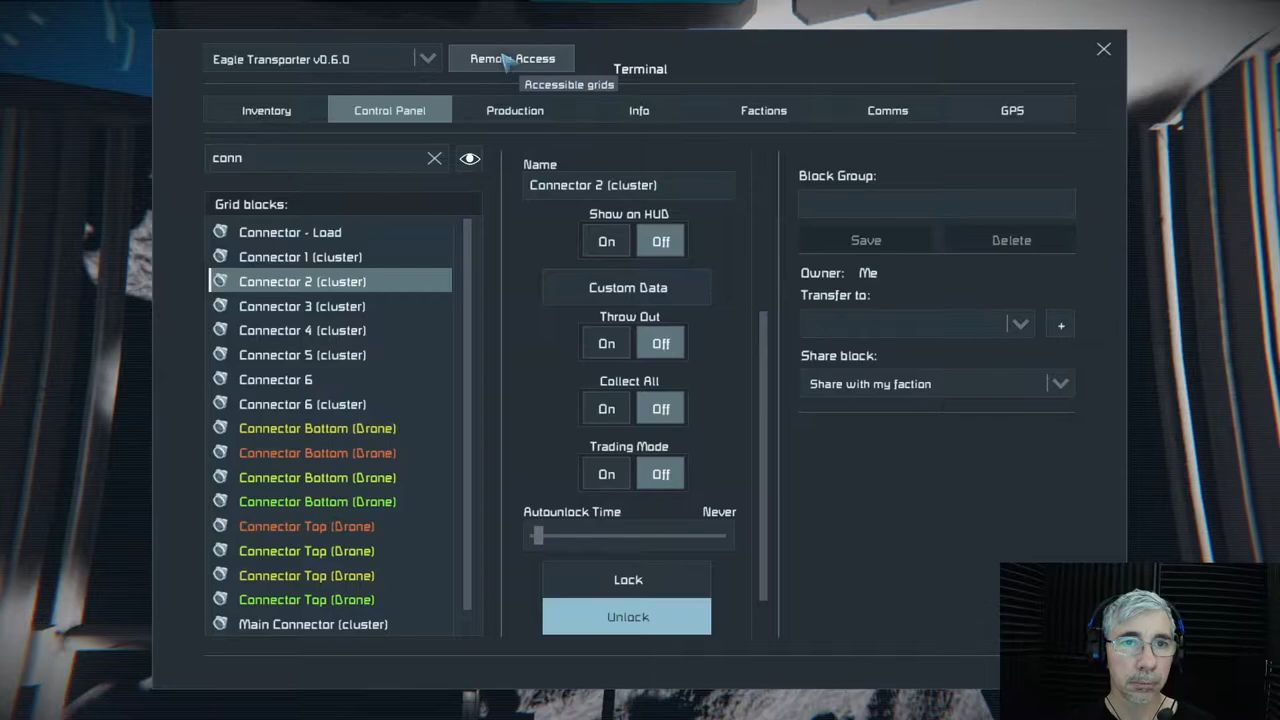 Eagle Transporter v0.6.0
Remote Access
Terminal
Accessible grids
Inventory
Control Panel
Production
Info
Factions
Comms
GPS
conn
Grid blocks:
Connector - Load
Connector 1 (cluster)
Connector 2 (cluster)
Connector 3 (cluster)
Connector 4 (cluster)
Connector 5 (cluster)
Connector 6
Connector 6 (cluster)
Connector Bottom (Drone)
Connector Bottom (Drone)
Connector Bottom (Drone)
Connector Bottom (Drone)
Connector Top (Drone)
Connector Top (Drone)
Connector Top (Drone)
Connector Top (Drone)
Main Connector (cluster)
Name
Connector 2 (cluster)
Show on HUD
On Off
Custom Data
Throw Out
On Off
Collect All
On Off
Trading Mode
On Off
Autounlock Time Never
Lock
Unlock
Block Group:
Save Delete
Owner: Me
Transfer to:
+
Share block:
Share with my faction